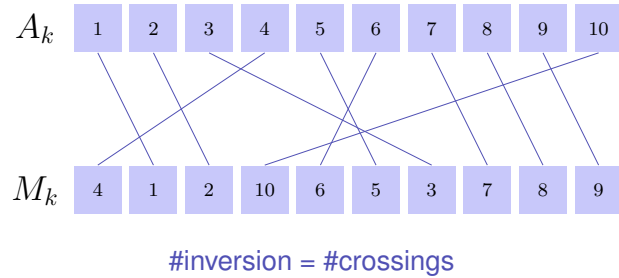 A_k 1 2 3 4 5 6 7 8 9 10
M_k 4 1 2 10 6 5 3 7 8 9
#inversion = #crossings